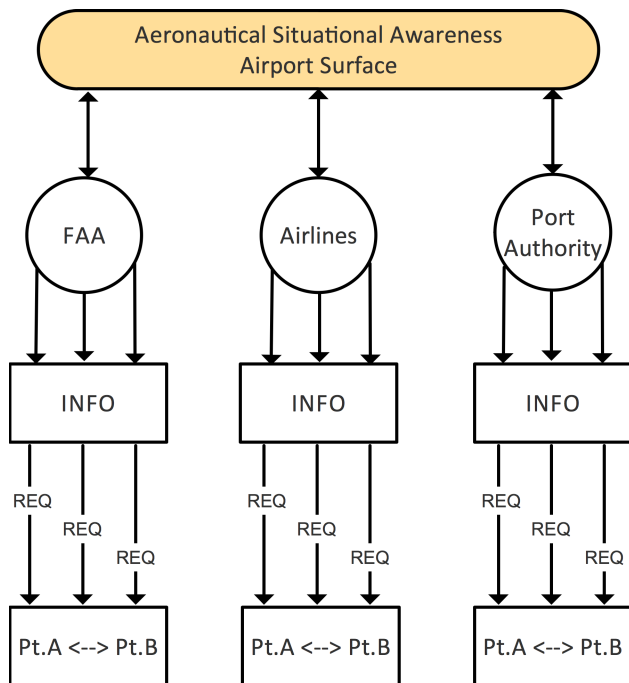 Aeronautical Situational Awareness
Airport Surface
FAA
Airlines
Port
Authority
INFO
INFO
INFO
REQ
REQ
REQ
REQ
REQ
REQ
REQ
REQ
REQ
Pt.A <--> Pt.B
Pt.A <--> Pt.B
Pt.A <--> Pt.B